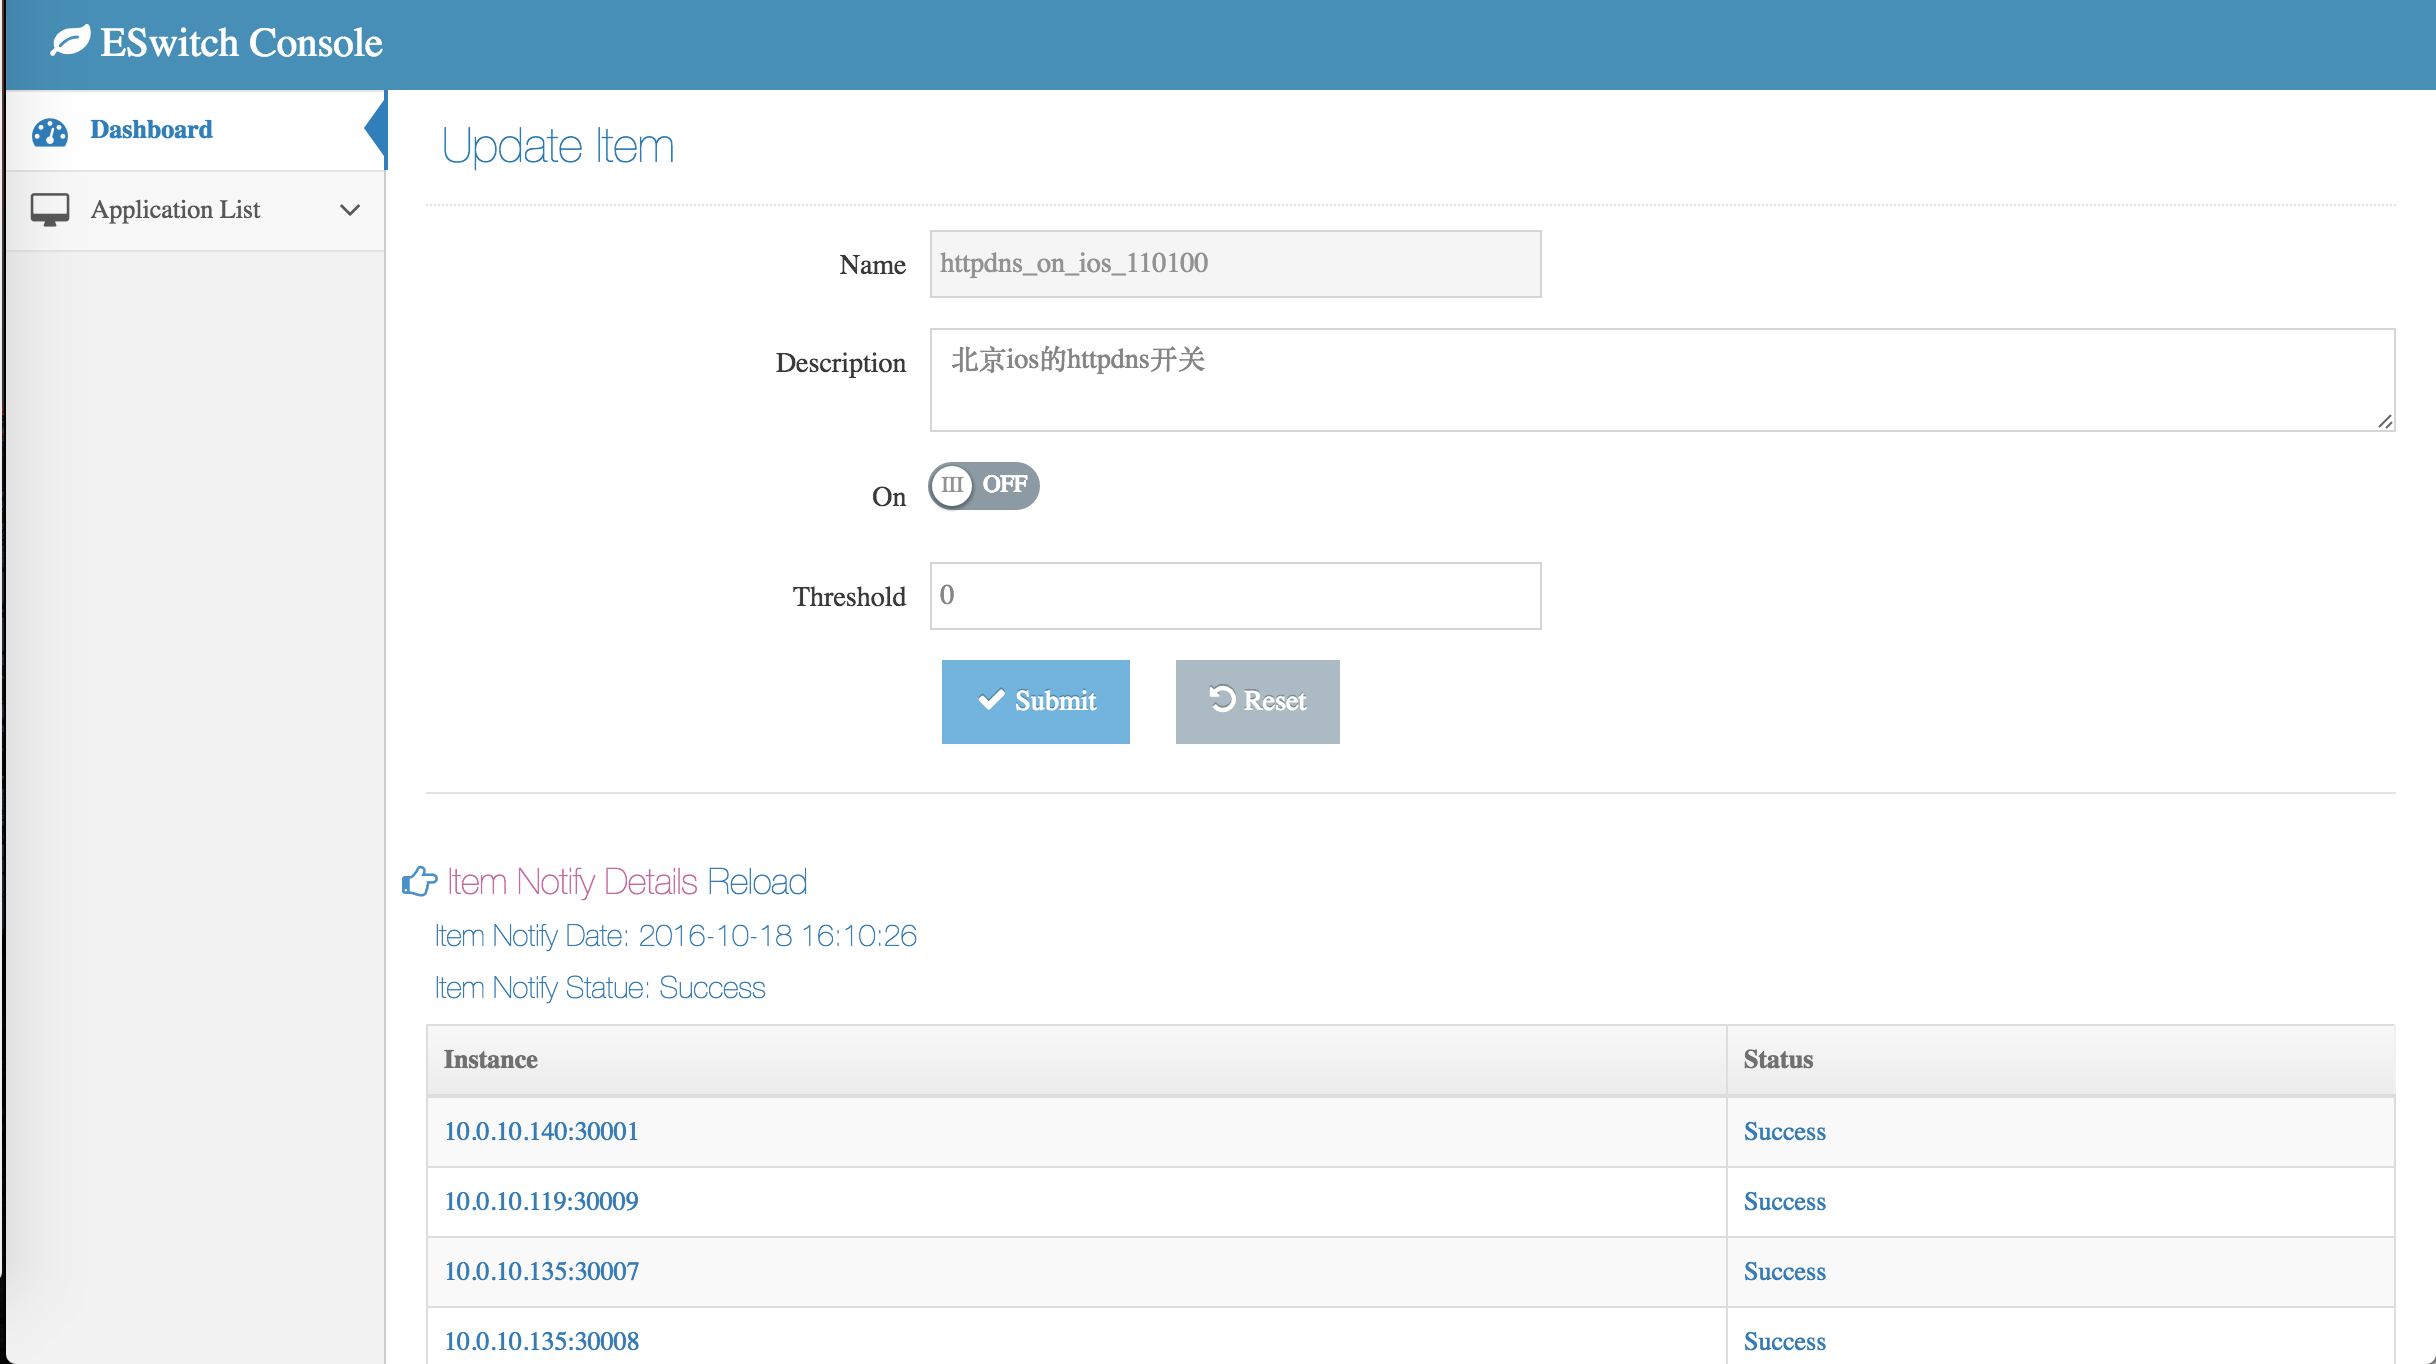 ESwitch Console
Dashboard
Application List
Update Item
Name httpdns_on_ios_110100
Description 北京ios的httpdns开关
On III OFF
Threshold 0
Submit Reset
Item Notify Details Reload
Item Notify Date: 2016-10-18 16:10:26
Item Notify Statue: Success
Instance Status
10.0.10.140:30001 Success
10.0.10.119:30009 Success
10.0.10.135:30007 Success
10.0.10.135:30008 Success